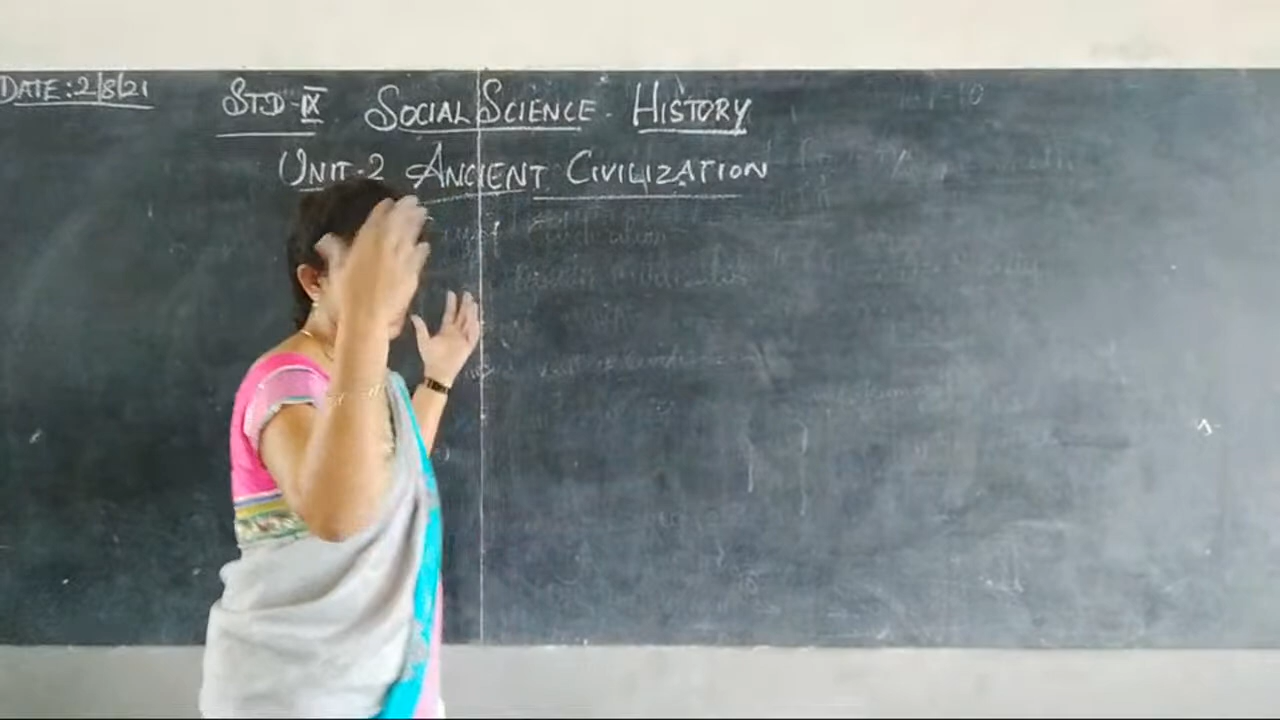 DATE: 2/8/21
STD-IX SOCIAL SCIENCE - HISTORY
UNIT-2 ANCIENT CIVILIZATION